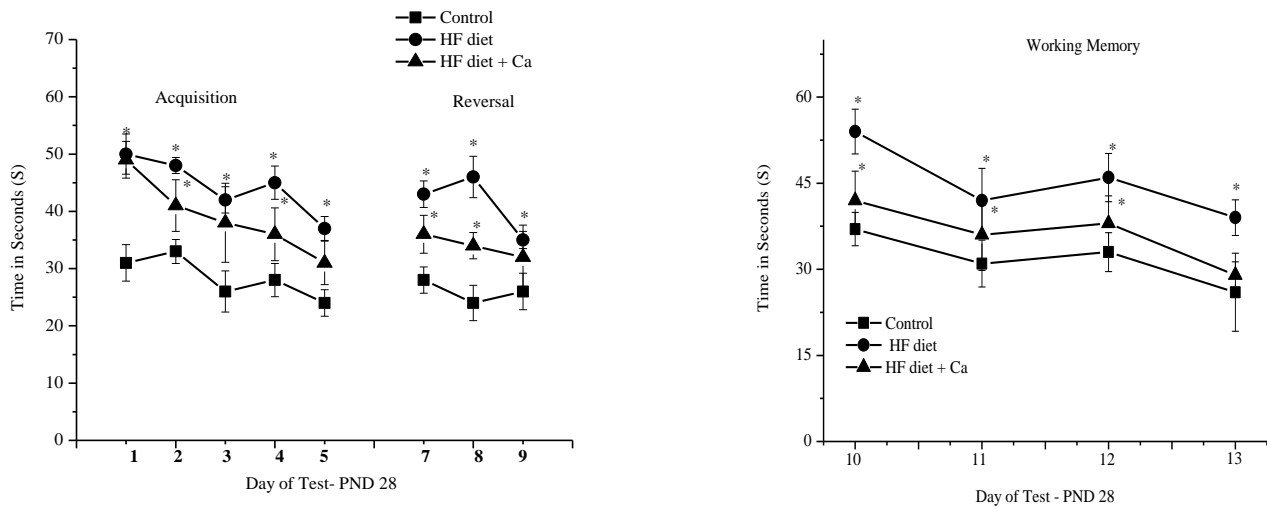 Control
HF diet
HF diet + Ca
Acquisition
Reversal
Time in Seconds (S)
70
60
50
40
30
20
10
0
* * * * * * * * * *
1 2 3 4 5 7 8 9
Day of Test- PND 28
Working Memory
Time in Seconds (S)
60
45
30
15
0
* * * * * * *
Control
HF diet
HF diet + Ca
10 11 12 13
Day of Test - PND 28